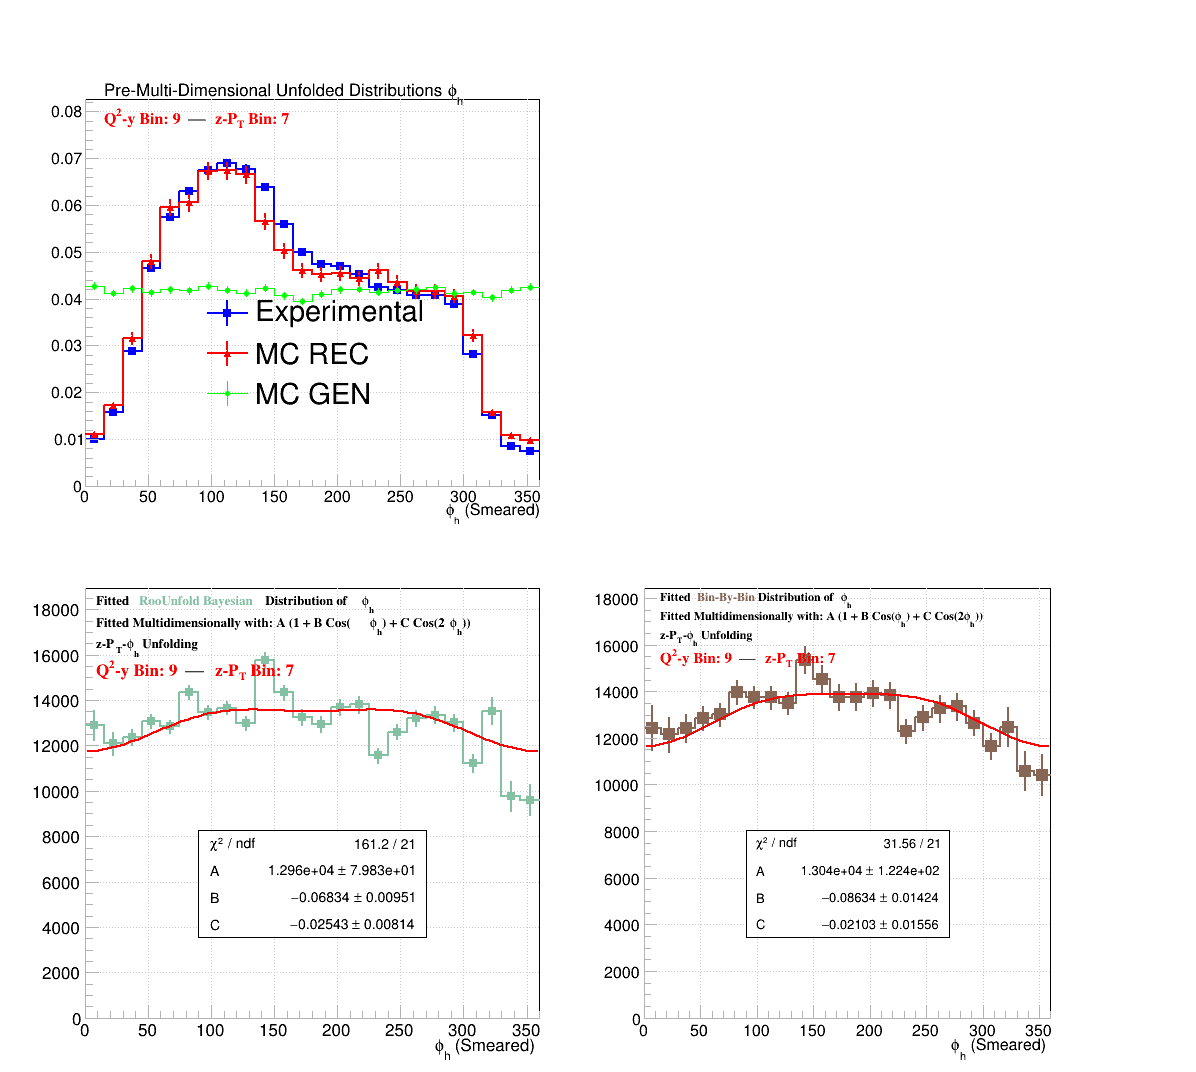 Pre-Multi-Dimensional Unfolded Distributions ϕh
Q2-y Bin: 9 — z-PT Bin: 7
0.08
0.07
0.06
0.05
0.04
0.03
0.02
0.01
0
Experimental
MC REC
MC GEN
0 50 100 150 200 250 300 350
ϕh (Smeared)
Fitted RooUnfold Bayesian Distribution of ϕh
Fitted Multidimensionally with: A (1 + B Cos( ϕh) + C Cos(2 ϕh))
z-PT-ϕh Unfolding
Q2-y Bin: 9 — z-PT Bin: 7
18000
16000
14000
12000
10000
8000
6000
4000
2000
0
χ2 / ndf 161.2 / 21
A 1.296e+04 ± 7.983e+01
B −0.06834 ± 0.00951
C −0.02543 ± 0.00814
0 50 100 150 200 250 300 350
ϕh (Smeared)
Fitted Bin-By-Bin Distribution of ϕh
Fitted Multidimensionally with: A (1 + B Cos(ϕh) + C Cos(2ϕh))
z-PT-ϕh Unfolding
Q2-y Bin: 9 — z-PT Bin: 7
18000
16000
14000
12000
10000
8000
6000
4000
2000
0
χ2 / ndf 31.56 / 21
A 1.304e+04 ± 1.224e+02
B −0.08634 ± 0.01424
C −0.02103 ± 0.01556
0 50 100 150 200 250 300 350
ϕh (Smeared)